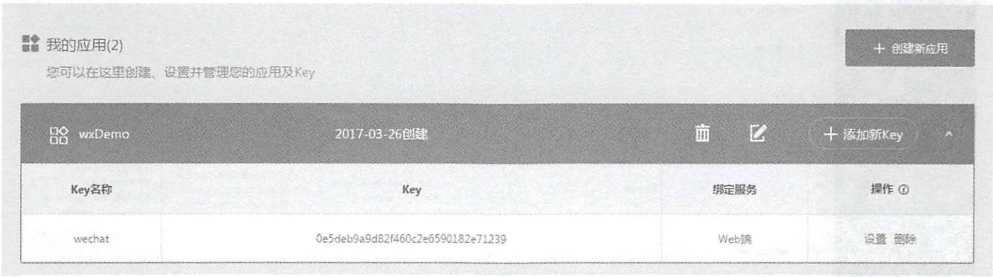 我的应用(2)
+ 创建新应用
您可以在这里创建、设置并管理您的应用及Key
wxDemo 2017-03-26创建 + 添加新Key
Key名称 Key 绑定服务 操作
wechat 0e5deb9a9d82f460c2e6590182e71239 Web端 设置 删除